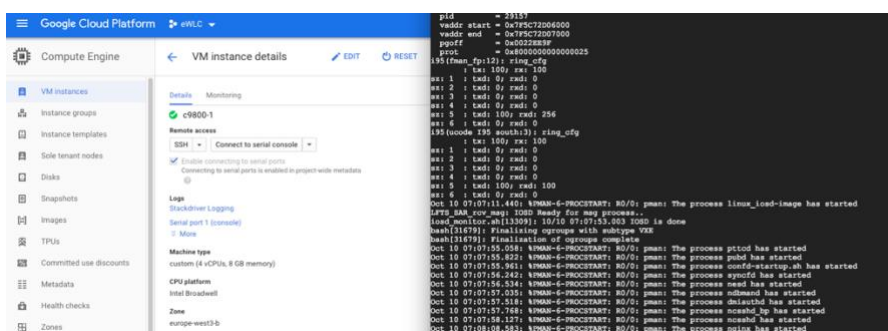 Google Cloud Platform
eWLC
Compute Engine
VM instances
Instance groups
Instance templates
Sole tenant nodes
Disks
Snapshots
Images
TPUs
Committed use discounts
Metadata
Health checks
Zones
VM instance details
EDIT
RESET
Details Monitoring
c9800-1
Remote access
SSH Connect to serial console
Enable connecting to serial ports
Connecting to serial ports is enabled in project-wide metadata
Logs
Stackdriver Logging
Serial port 1 (console)
More
Machine type
custom (4 vCPUs, 8 GB memory)
CPU platform
Intel Broadwell
Zone
europe-west3-b
pid = 29157
vaddr start = 0x7F5C72D06000
vaddr end = 0x7F5C72D07000
pgoff = 0x0022EE9F
prot = 0x8000000000000025
i95(fman_fp:12): ring_cfg
: tx: 100; rx: 100
sz: 1 : txd: 0; rxd: 0
sz: 2 : txd: 0; rxd: 0
sz: 3 : txd: 0; rxd: 0
sz: 4 : txd: 0; rxd: 0
sz: 5 : txd: 100; rxd: 256
sz: 6 : txd: 0; rxd: 0
i95(ucode I95 south:3): ring_cfg
: tx: 100; rx: 100
sz: 1 : txd: 0; rxd: 0
sz: 2 : txd: 0; rxd: 0
sz: 3 : txd: 0; rxd: 0
sz: 4 : txd: 0; rxd: 0
sz: 5 : txd: 100; rxd: 100
sz: 6 : txd: 0; rxd: 0
Oct 10 07:07:11.440: %PMAN-6-PROCSTART: R0/0: pman: The process linux_iosd-image has started
LFTS_SAN_rov_mag: IOSD Ready for msg process..
iosd_monitor.sh[13309]: 10/10 07:07:53.003 IOSD is done
bash[31679]: Finalizing cgroups with subtype VXE
bash[31679]: Finalization of cgroups complete
Oct 10 07:07:55.058: %PMAN-6-PROCSTART: R0/0: pman: The process pttcd has started
Oct 10 07:07:55.822: %PMAN-6-PROCSTART: R0/0: pman: The process pubd has started
Oct 10 07:07:55.961: %PMAN-6-PROCSTART: R0/0: pman: The process confd-startup.sh has started
Oct 10 07:07:56.242: %PMAN-6-PROCSTART: R0/0: pman: The process syncfd has started
Oct 10 07:07:56.534: %PMAN-6-PROCSTART: R0/0: pman: The process nesd has started
Oct 10 07:07:57.036: %PMAN-6-PROCSTART: R0/0: pman: The process ndbmand has started
Oct 10 07:07:57.518: %PMAN-6-PROCSTART: R0/0: pman: The process dmiauthd has started
Oct 10 07:07:57.768: %PMAN-6-PROCSTART: R0/0: pman: The process ncsshd_bp has started
Oct 10 07:07:58.127: %PMAN-6-PROCSTART: R0/0: pman: The process ncsshd has started
Oct 10 07:08:08.583: %PMAN-6-PROCSTART: R0/0: pman: The process nginx has started